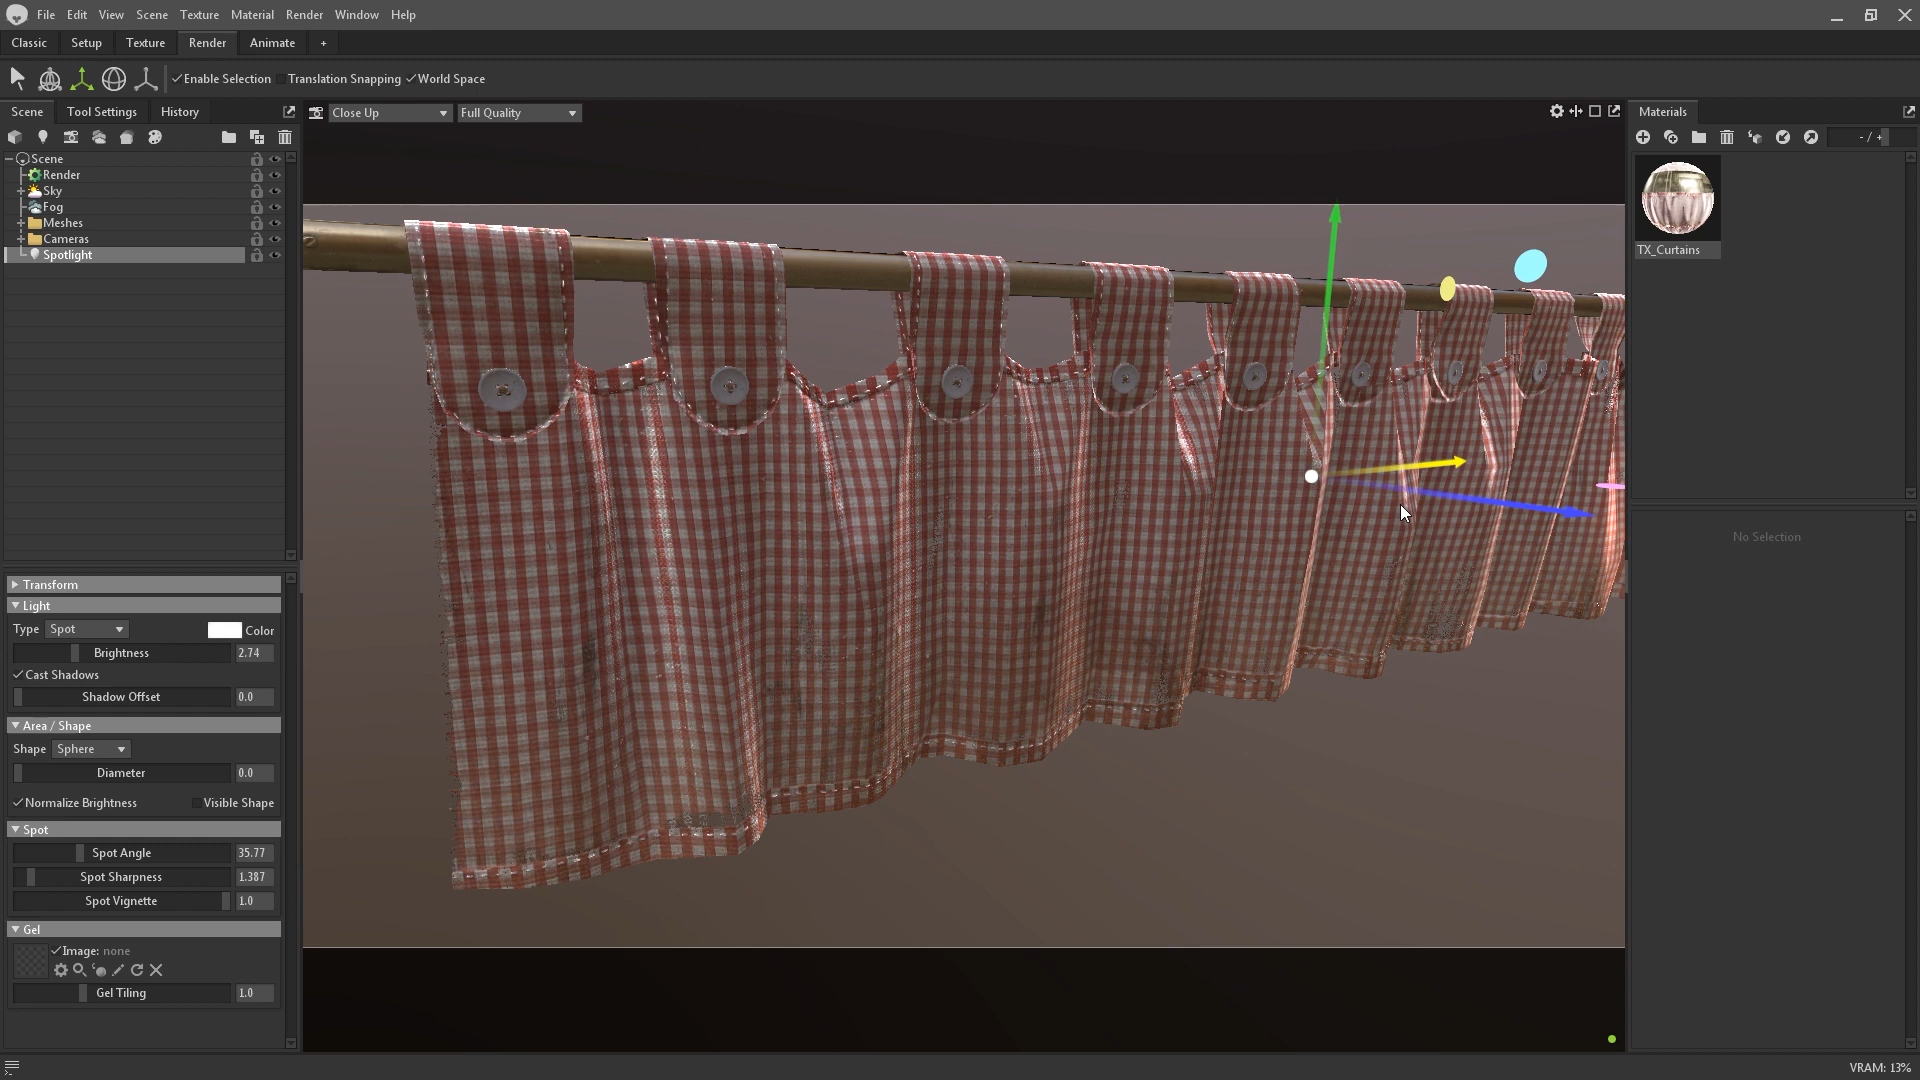 File Edit View Scene Texture Material Render Window Help
Classic Setup Texture Render Animate +
Enable Selection Translation Snapping World Space
Scene Tool Settings History
Close Up Full Quality
Materials
- / +
Scene
Render
Sky
Fog
Meshes
Cameras
Spotlight
TX_Curtains
No Selection
Transform
Light
Type Spot Color
Brightness 2.74
Cast Shadows
Shadow Offset 0.0
Area / Shape
Shape Sphere
Diameter 0.0
Normalize Brightness Visible Shape
Spot
Spot Angle 35.77
Spot Sharpness 1.387
Spot Vignette 1.0
Gel
Image: none
Gel Tiling 1.0
VRAM: 13%